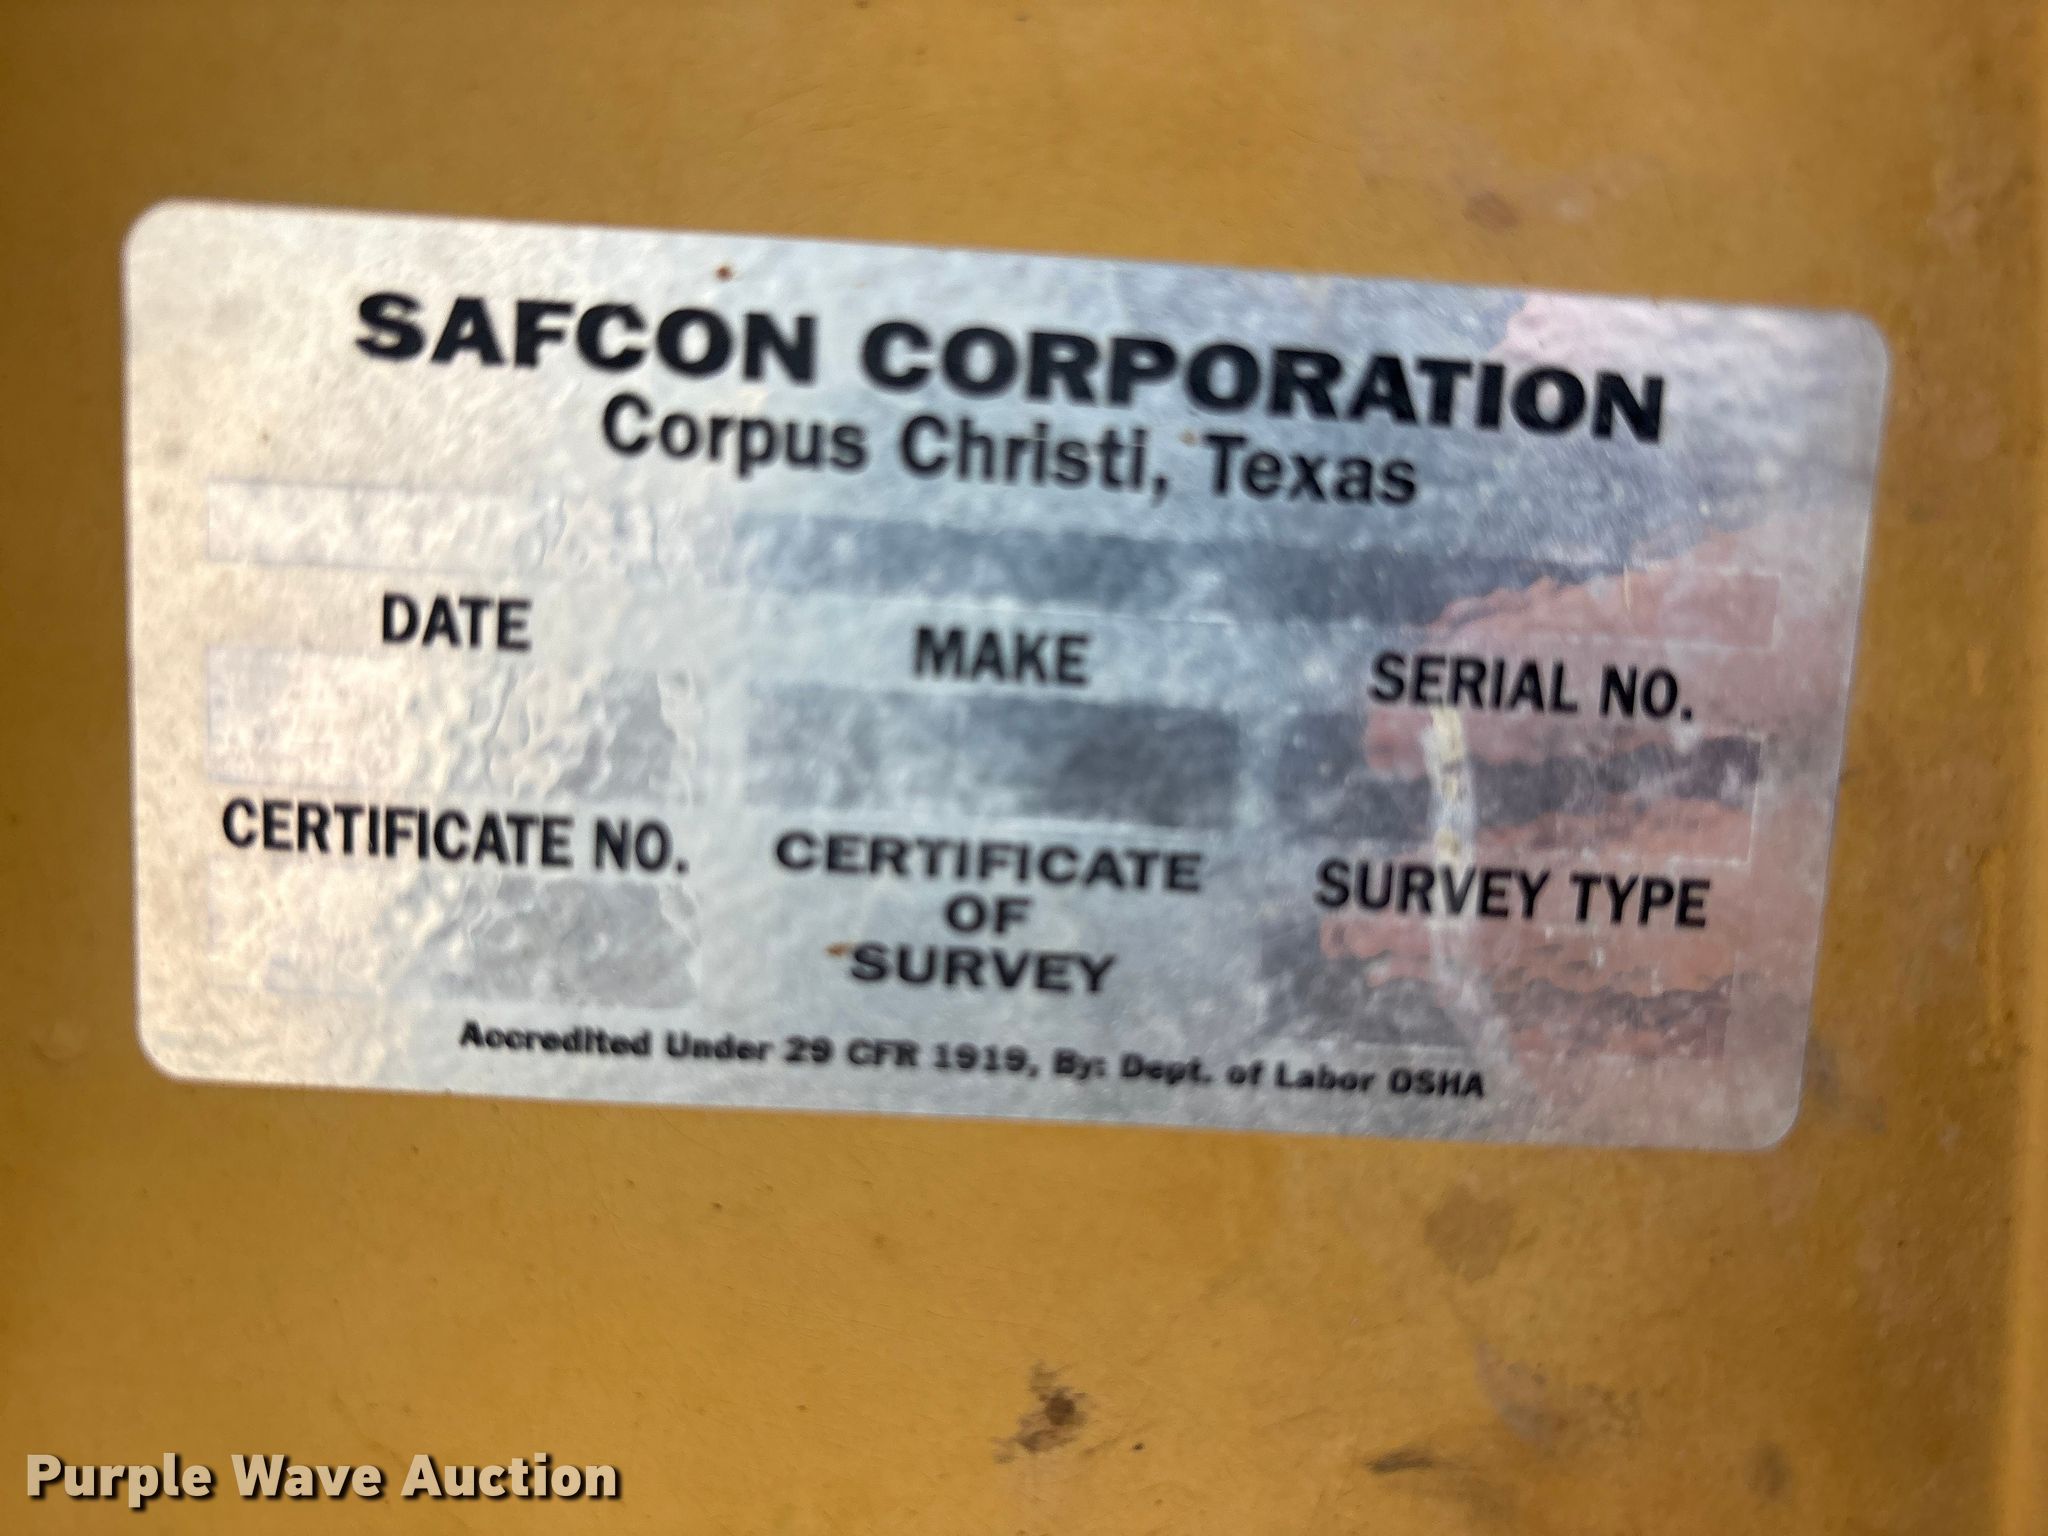 SAFCON CORPORATION
Corpus Christi, Texas
DATE MAKE SERIAL NO.
CERTIFICATE NO. CERTIFICATE OF SURVEY SURVEY TYPE
Accredited Under 29 CFR 1919, By: Dept. of Labor OSHA
Purple Wave Auction